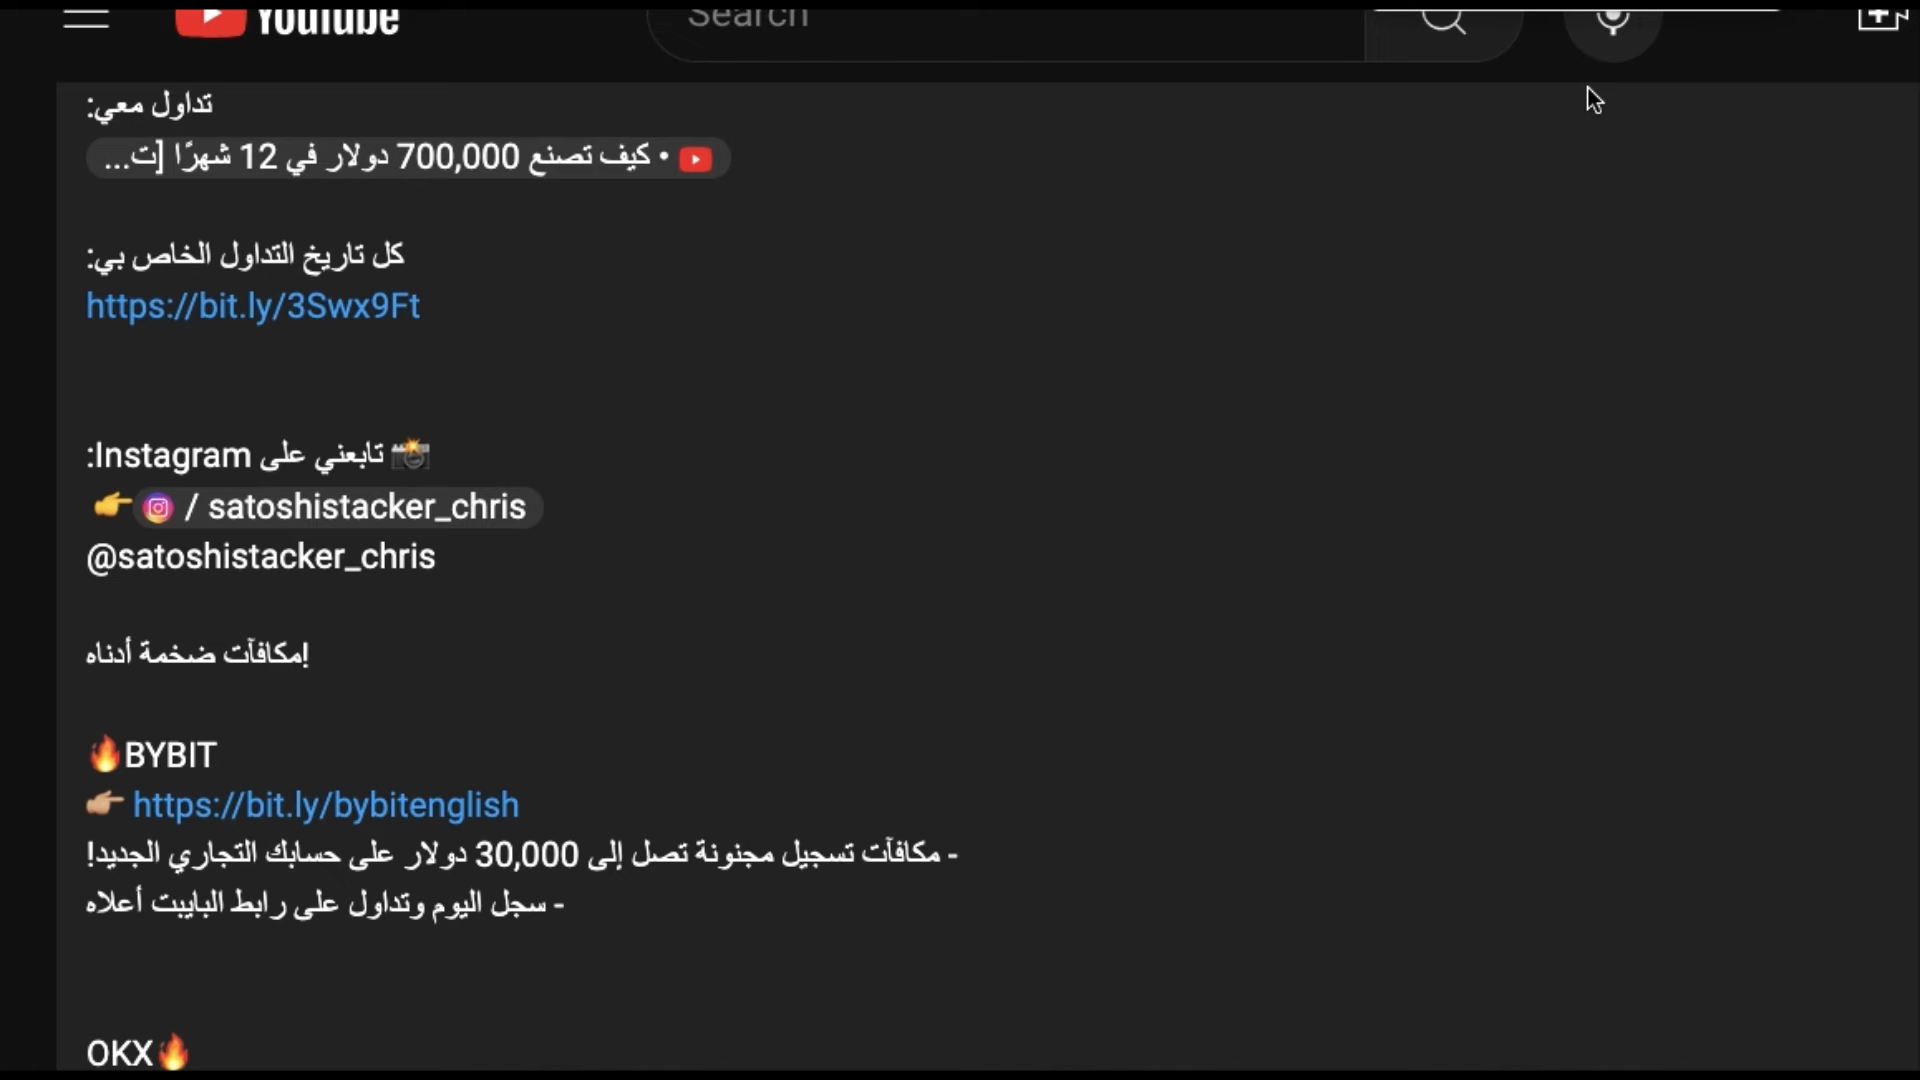 YouTube
Search
تداول معي:
• كيف تصنع 700,000 دولار في 12 شهرًا [ت...
كل تاريخ التداول الخاص بي:
https://bit.ly/3Swx9Ft
📸 تابعني على Instagram:
👉 / satoshistacker_chris
@satoshistacker_chris
!مكافآت ضخمة أدناه
🔥BYBIT
👉🏼 https://bit.ly/bybitenglish
- مكافآت تسجيل مجنونة تصل إلى 30,000 دولار على حسابك التجاري الجديد!
- سجل اليوم وتداول على رابط البايبت أعلاه
OKX🔥